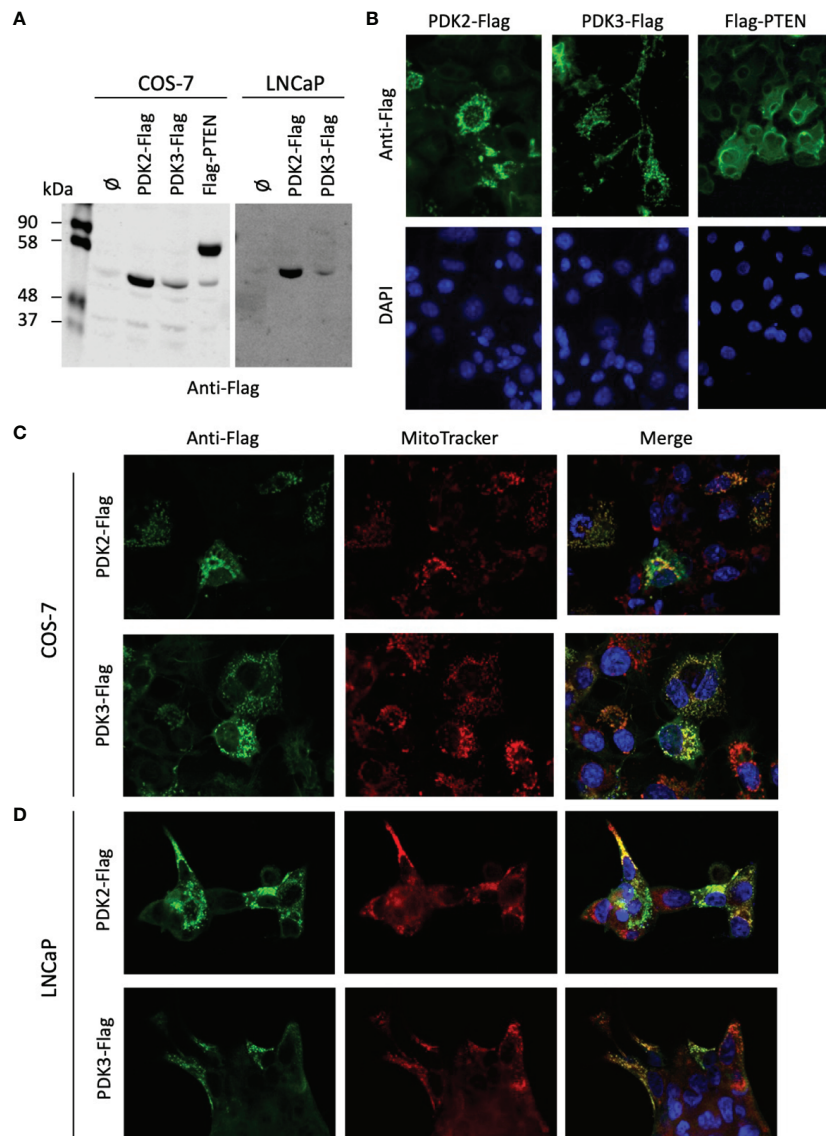 A
COS-7
LNCaP
kDa
Ø
PDK2-Flag
PDK3-Flag
Flag-PTEN
Ø
PDK2-Flag
PDK3-Flag
90
58
48
37
Anti-Flag
B
PDK2-Flag
PDK3-Flag
Flag-PTEN
Anti-Flag
DAPI
C
Anti-Flag
MitoTracker
Merge
COS-7
PDK2-Flag
PDK3-Flag
D
LNCaP
PDK2-Flag
PDK3-Flag